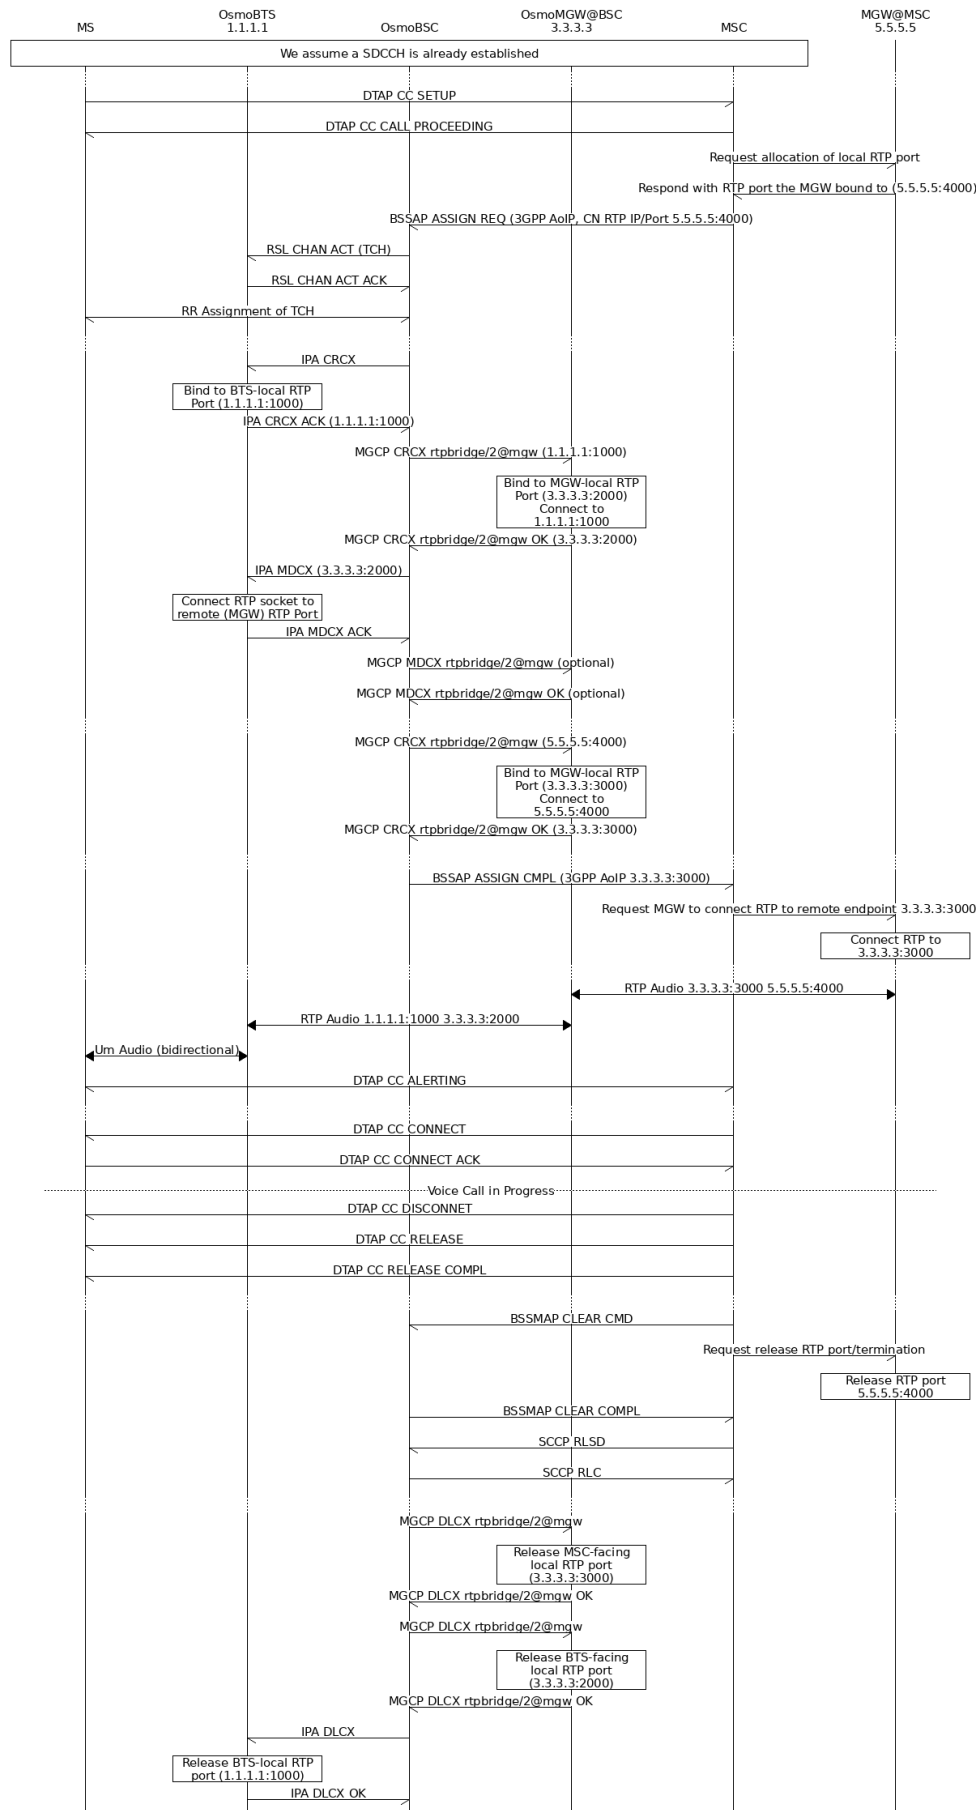 OsmoBTS
OsmoMGW@BSC
MGW@MSC
MS
1.1.1.1
OsmoBSC
3.3.3.3
MSC
5.5.5.5
We assume a SDCCH is already established
DTAP CC SETUP
DTAP CC CALL PROCEEDING
Request allocation of local RTP port
Respond with RTP port the MGW bound to (5.5.5.5:4000)
BSSAP ASSIGN REQ (3GPP AoIP, CN RTP IP/Port 5.5.5.5:4000)
RSL CHAN ACT (TCH)
RSL CHAN ACT ACK
RR Assignment of TCH
IPA CRCX
Bind to BTS-local RTP
Port (1.1.1.1:1000)
IPA CRCX ACK (1.1.1.1:1000)
MGCP CRCX rtpbridge/2@mgw (1.1.1.1:1000)
Bind to MGW-local RTP
Port (3.3.3.3:2000)
Connect to
1.1.1.1:1000
MGCP CRCX rtpbridge/2@mgw OK (3.3.3.3:2000)
IPA MDCX (3.3.3.3:2000)
Connect RTP socket to
remote (MGW) RTP Port
IPA MDCX ACK
MGCP MDCX rtpbridge/2@mgw (optional)
MGCP MDCX rtpbridge/2@mgw OK (optional)
MGCP CRCX rtpbridge/2@mgw (5.5.5.5:4000)
Bind to MGW-local RTP
Port (3.3.3.3:3000)
Connect to
5.5.5.5:4000
MGCP CRCX rtpbridge/2@mgw OK (3.3.3.3:3000)
BSSAP ASSIGN CMPL (3GPP AoIP 3.3.3.3:3000)
Request MGW to connect RTP to remote endpoint 3.3.3.3:3000
Connect RTP to
3.3.3.3:3000
RTP Audio 3.3.3.3:3000 5.5.5.5:4000
RTP Audio 1.1.1.1:1000 3.3.3.3:2000
Um Audio (bidirectional)
DTAP CC ALERTING
DTAP CC CONNECT
DTAP CC CONNECT ACK
Voice Call in Progress
DTAP CC DISCONNET
DTAP CC RELEASE
DTAP CC RELEASE COMPL
BSSMAP CLEAR CMD
Request release RTP port/termination
Release RTP port
5.5.5.5:4000
BSSMAP CLEAR COMPL
SCCP RLSD
SCCP RLC
MGCP DLCX rtpbridge/2@mgw
Release MSC-facing
local RTP port
(3.3.3.3:3000)
MGCP DLCX rtpbridge/2@mgw OK
MGCP DLCX rtpbridge/2@mgw
Release BTS-facing
local RTP port
(3.3.3.3:2000)
MGCP DLCX rtpbridge/2@mgw OK
IPA DLCX
Release BTS-local RTP
port (1.1.1.1:1000)
IPA DLCX OK